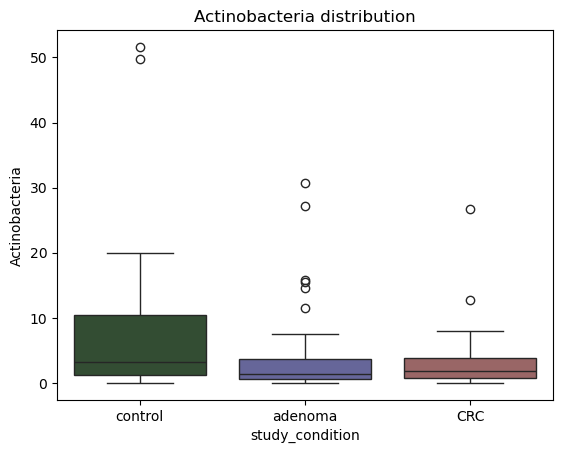 Actinobacteria distribution
Actinobacteria
50
40
30
20
10
0
control
adenoma
CRC
study_condition